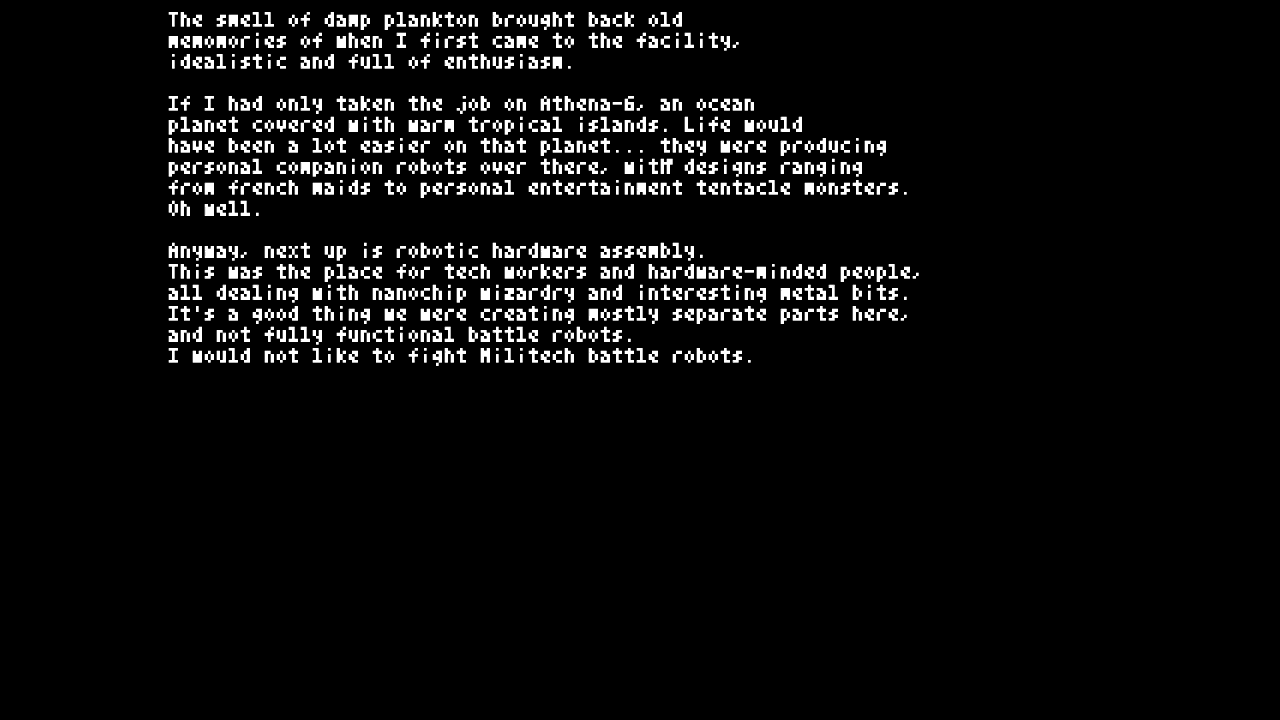 The smell of damp plankton brought back old
memomories of when I first came to the facility,
idealistic and full of enthusiasm.
If I had only taken the job on Athena-6, an ocean
planet covered with warm tropical islands. Life would
have been a lot easier on that planet... they were producing
personal companion robots over there, with designs ranging
from french maids to personal entertainment tentacle monsters.
Oh well.
Anyway, next up is robotic hardware assembly.
This was the place for tech workers and hardware-minded people,
all dealing with nanochip wizardry and interesting metal bits.
It's a good thing we were creating mostly separate parts here,
and not fully functional battle robots.
I would not like to fight Militech battle robots.